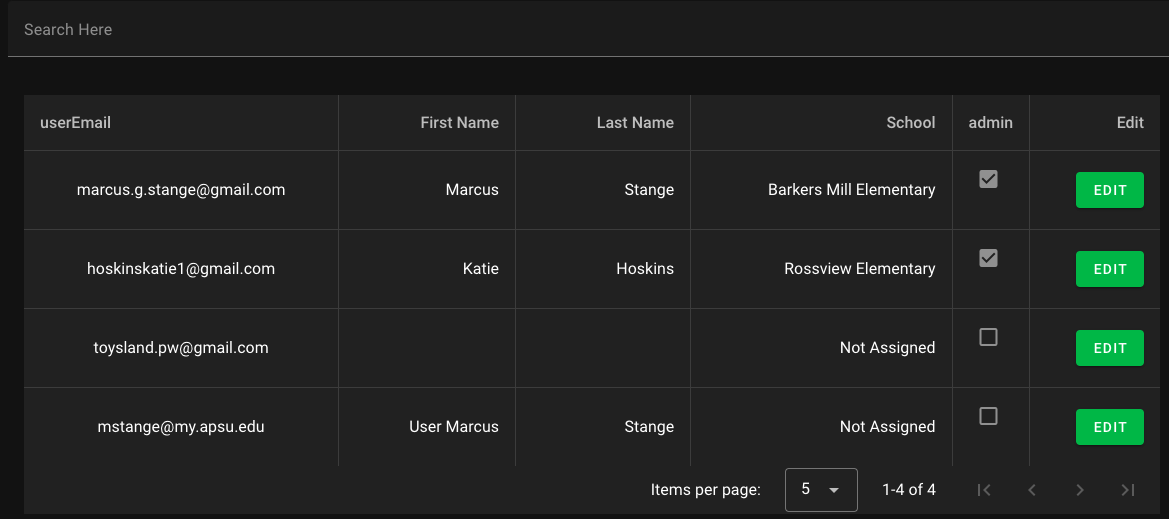 Search Here
userEmail First Name Last Name School admin Edit
marcus.g.stange@gmail.com Marcus Stange Barkers Mill Elementary EDIT
hoskinskatie1@gmail.com Katie Hoskins Rossview Elementary EDIT
toysland.pw@gmail.com Not Assigned EDIT
mstange@my.apsu.edu User Marcus Stange Not Assigned EDIT
Items per page: 5 1-4 of 4